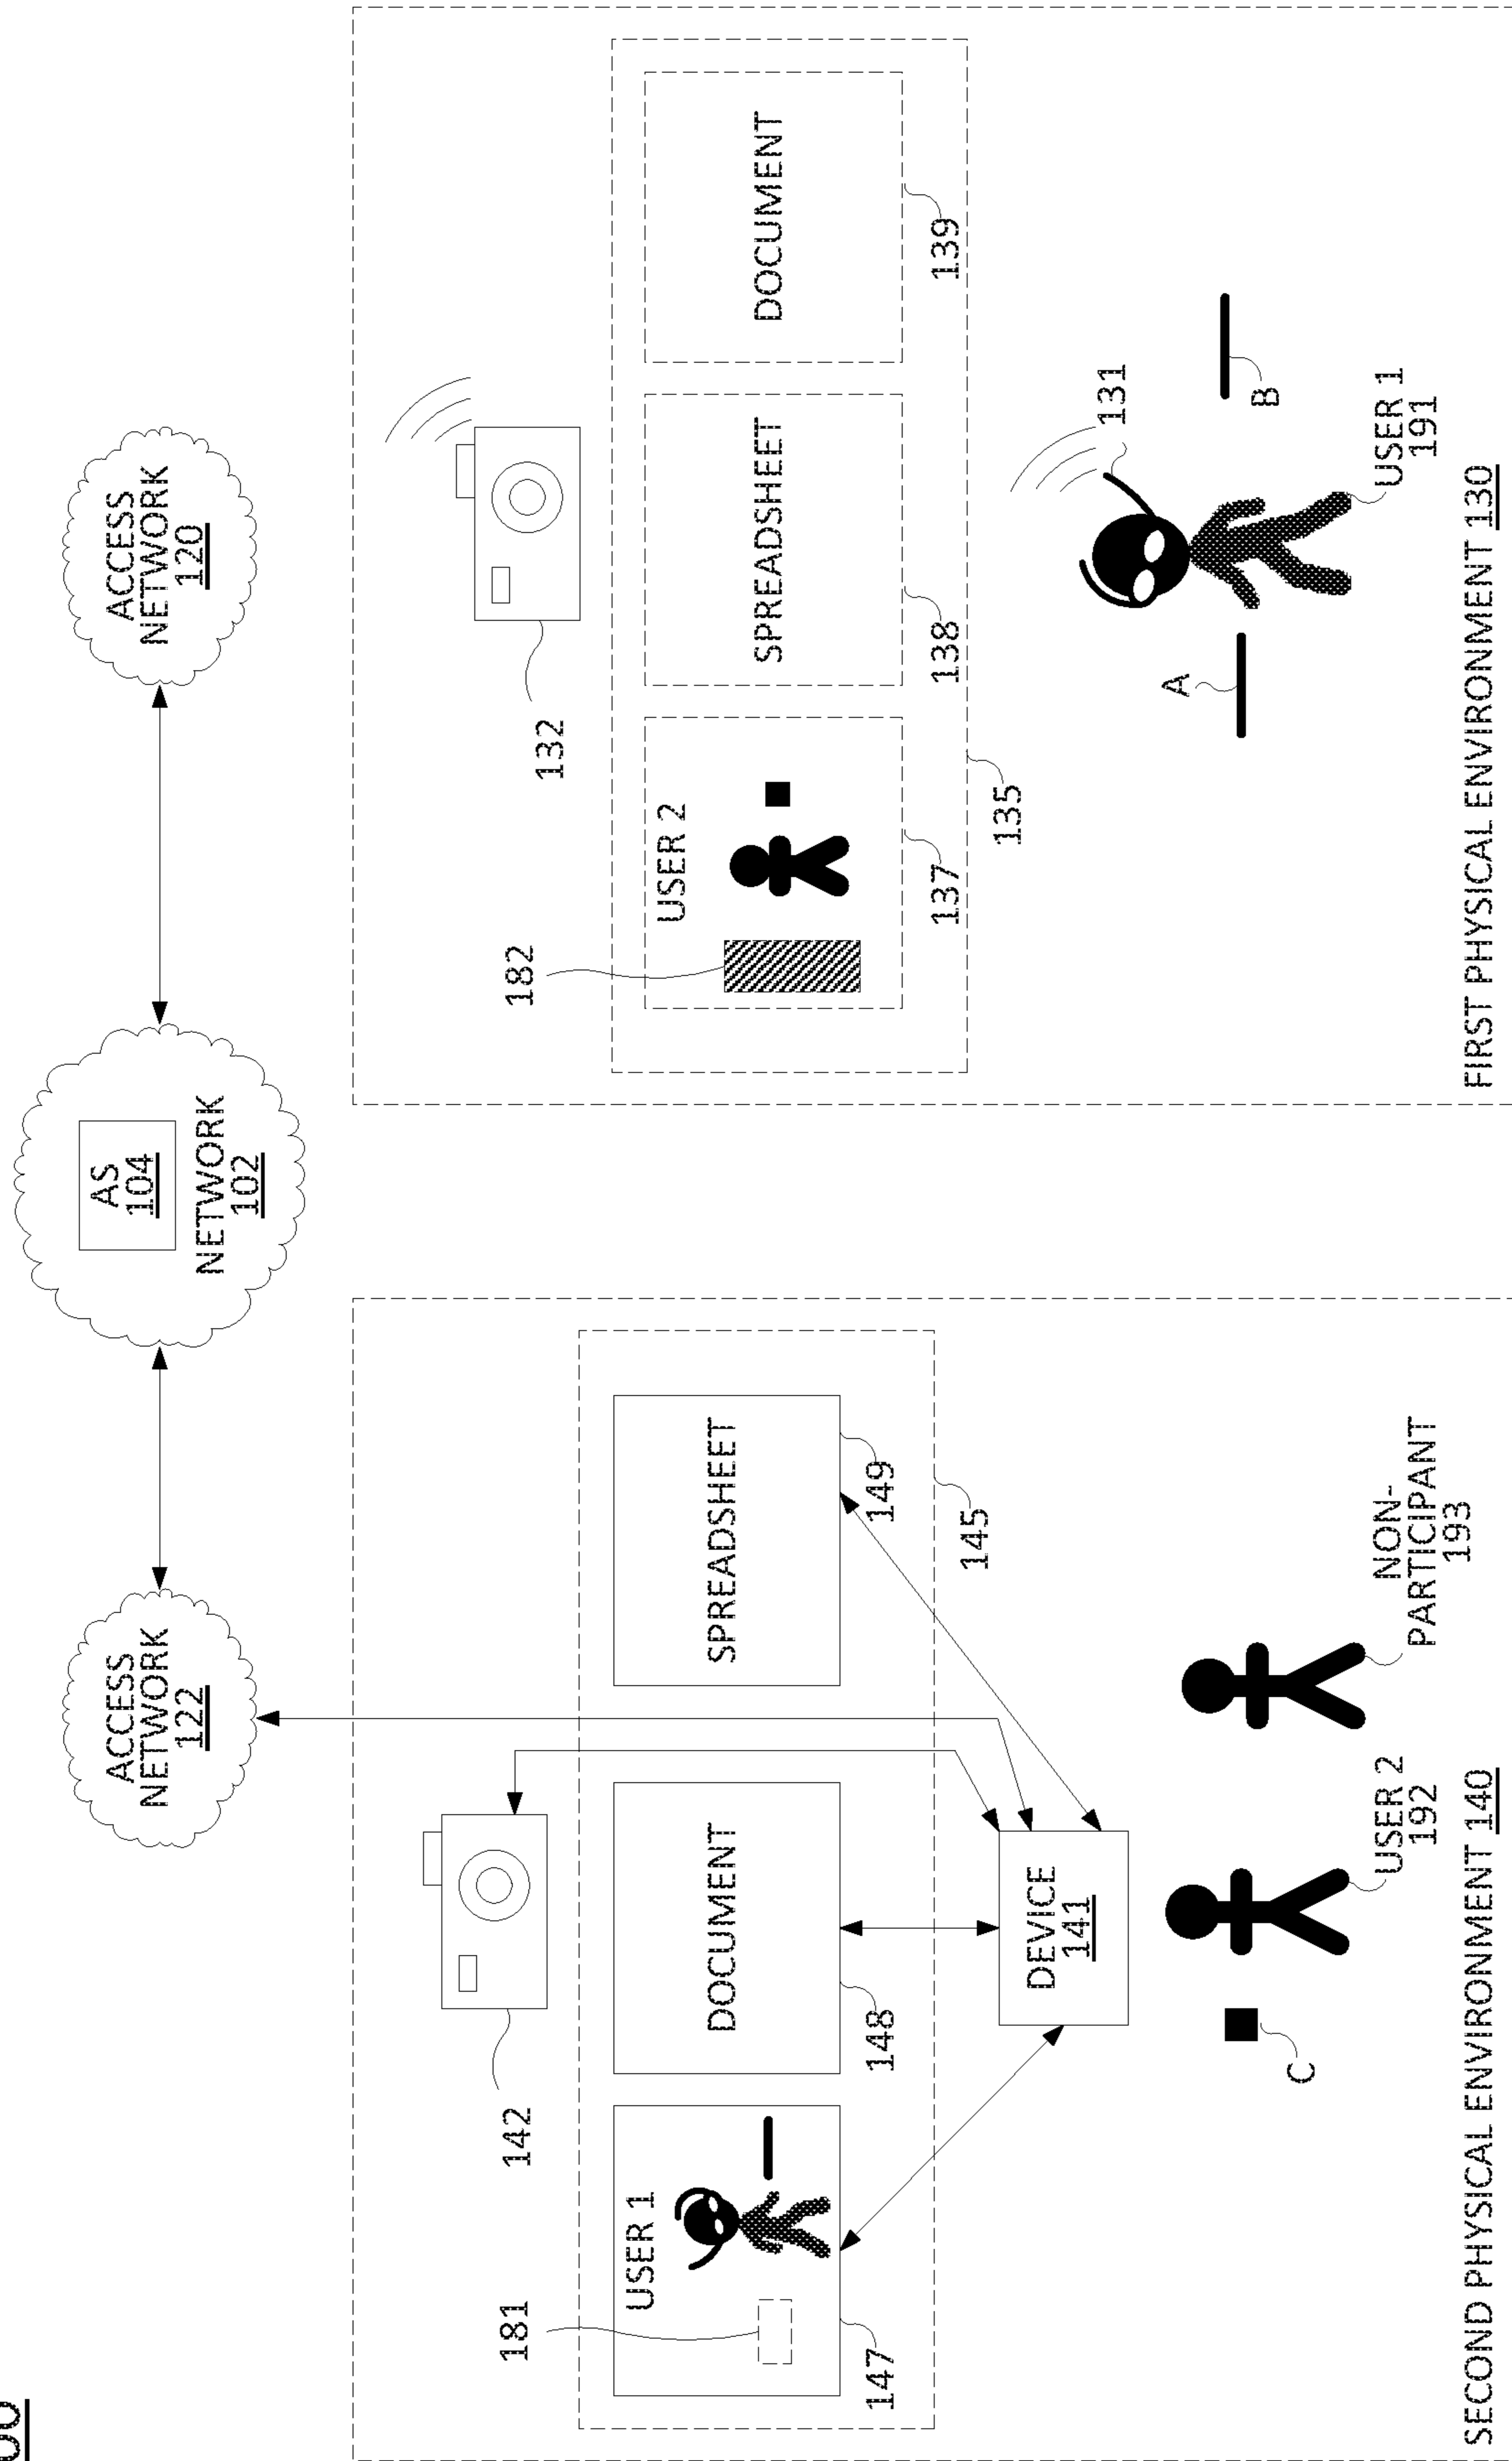 ACCESS
NETWORK
122
AS
104
NETWORK
102
ACCESS
NETWORK
120
142
181
USER 1
147
DOCUMENT
148
SPREADSHEET
149
145
DEVICE
141
C
USER 2
192
NON-
PARTICIPANT
193
SECOND PHYSICAL ENVIRONMENT 140
132
182
USER 2
137
SPREADSHEET
138
DOCUMENT
139
135
131
A
B
USER 1
191
FIRST PHYSICAL ENVIRONMENT 130